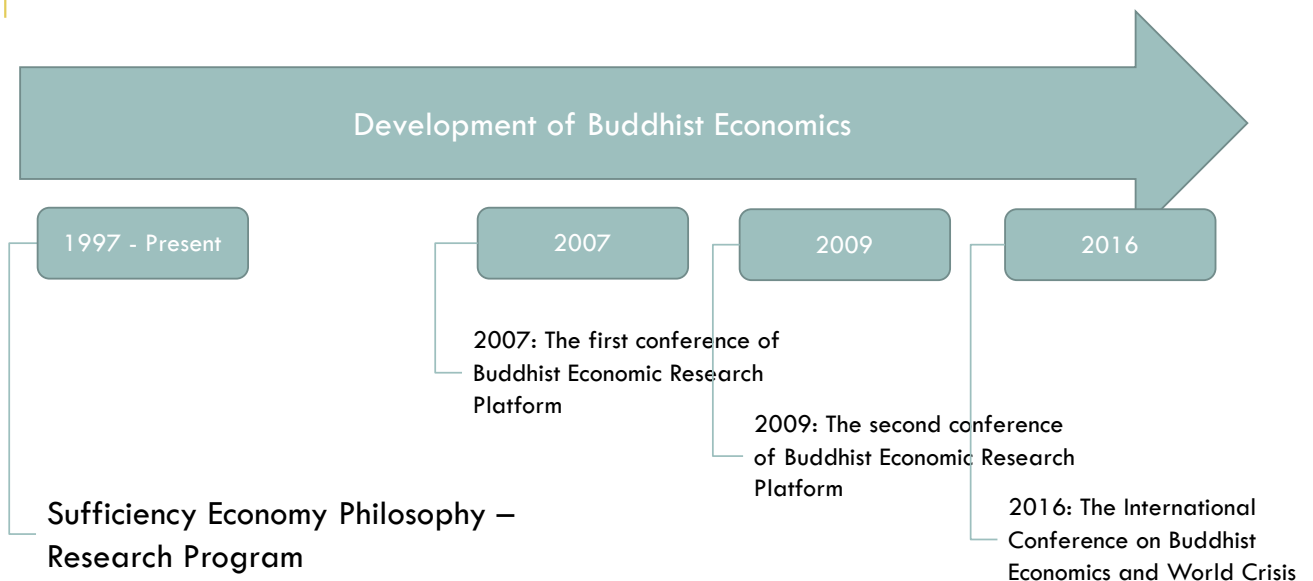 Development of Buddhist Economics
1997 - Present
2007
2009
2016
2007: The first conference of
Buddhist Economic Research
Platform
2009: The second conference
of Buddhist Economic Research
Platform
Sufficiency Economy Philosophy –
Research Program
2016: The International
Conference on Buddhist
Economics and World Crisis